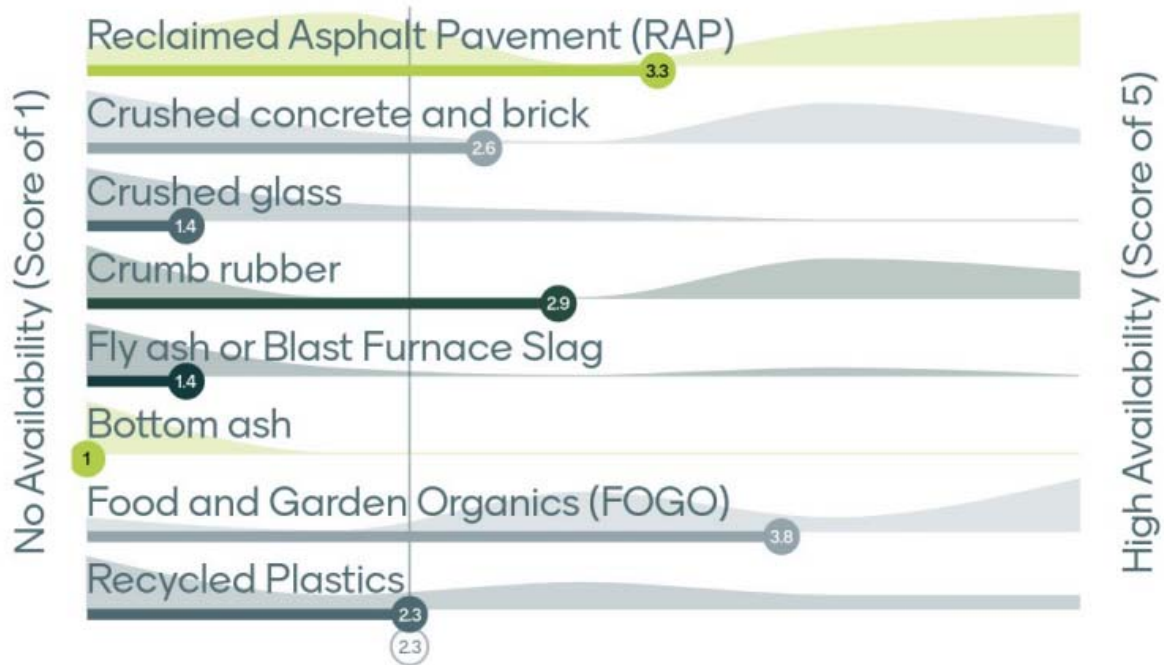 No Availability (Score of 1)
Reclaimed Asphalt Pavement (RAP)
3.3
Crushed concrete and brick
2.6
Crushed glass
1.4
Crumb rubber
2.9
Fly ash or Blast Furnace Slag
1.4
Bottom ash
1
Food and Garden Organics (FOGO)
3.8
Recycled Plastics
2.3
2.3
High Availability (Score of 5)